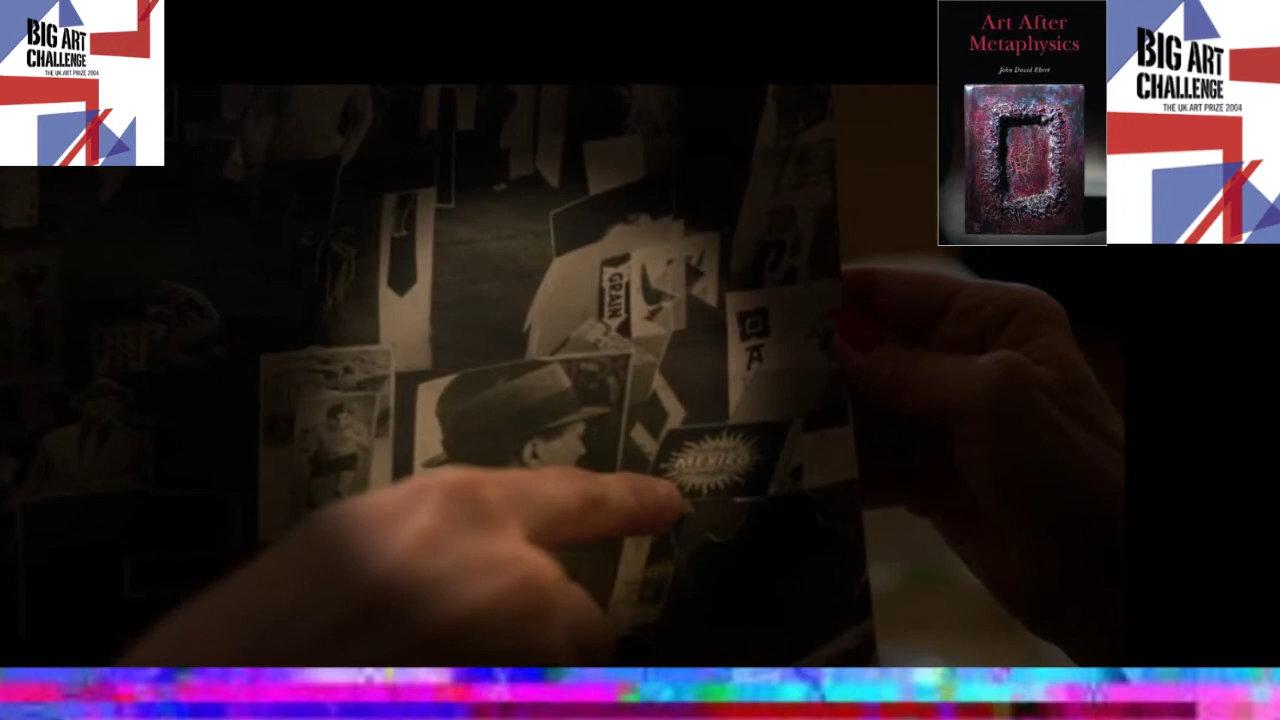 BIG ART
CHALLENGE
THE UK ART PRIZE 2004
Art After
Metaphysics
John David Ebert
BIG ART
CHALLENGE
THE UK ART PRIZE 2004
GRAIN
A
MEXICO